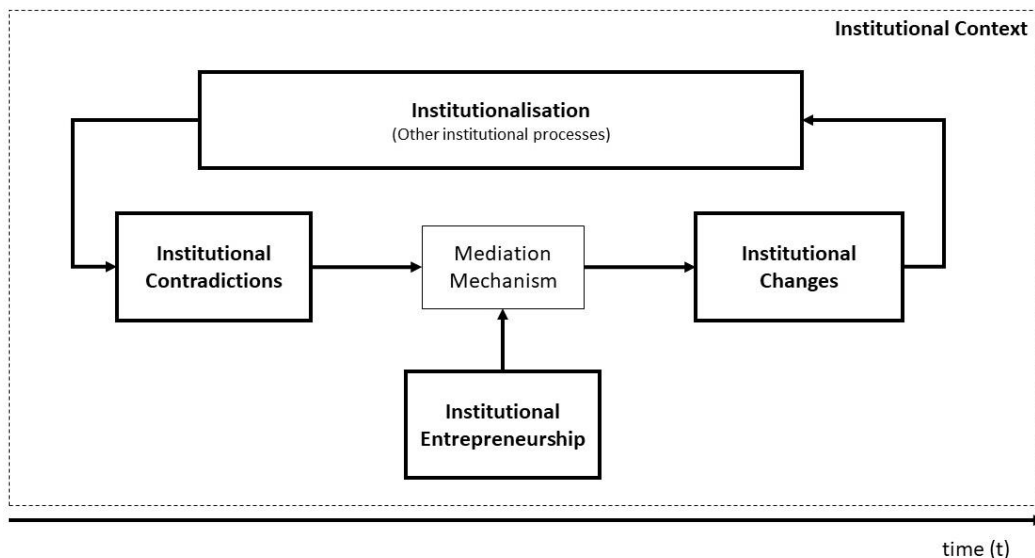 Institutional Context
Institutionalisation
(Other institutional processes)
Institutional
Contradictions
Mediation
Mechanism
Institutional
Changes
Institutional
Entrepreneurship
time (t)